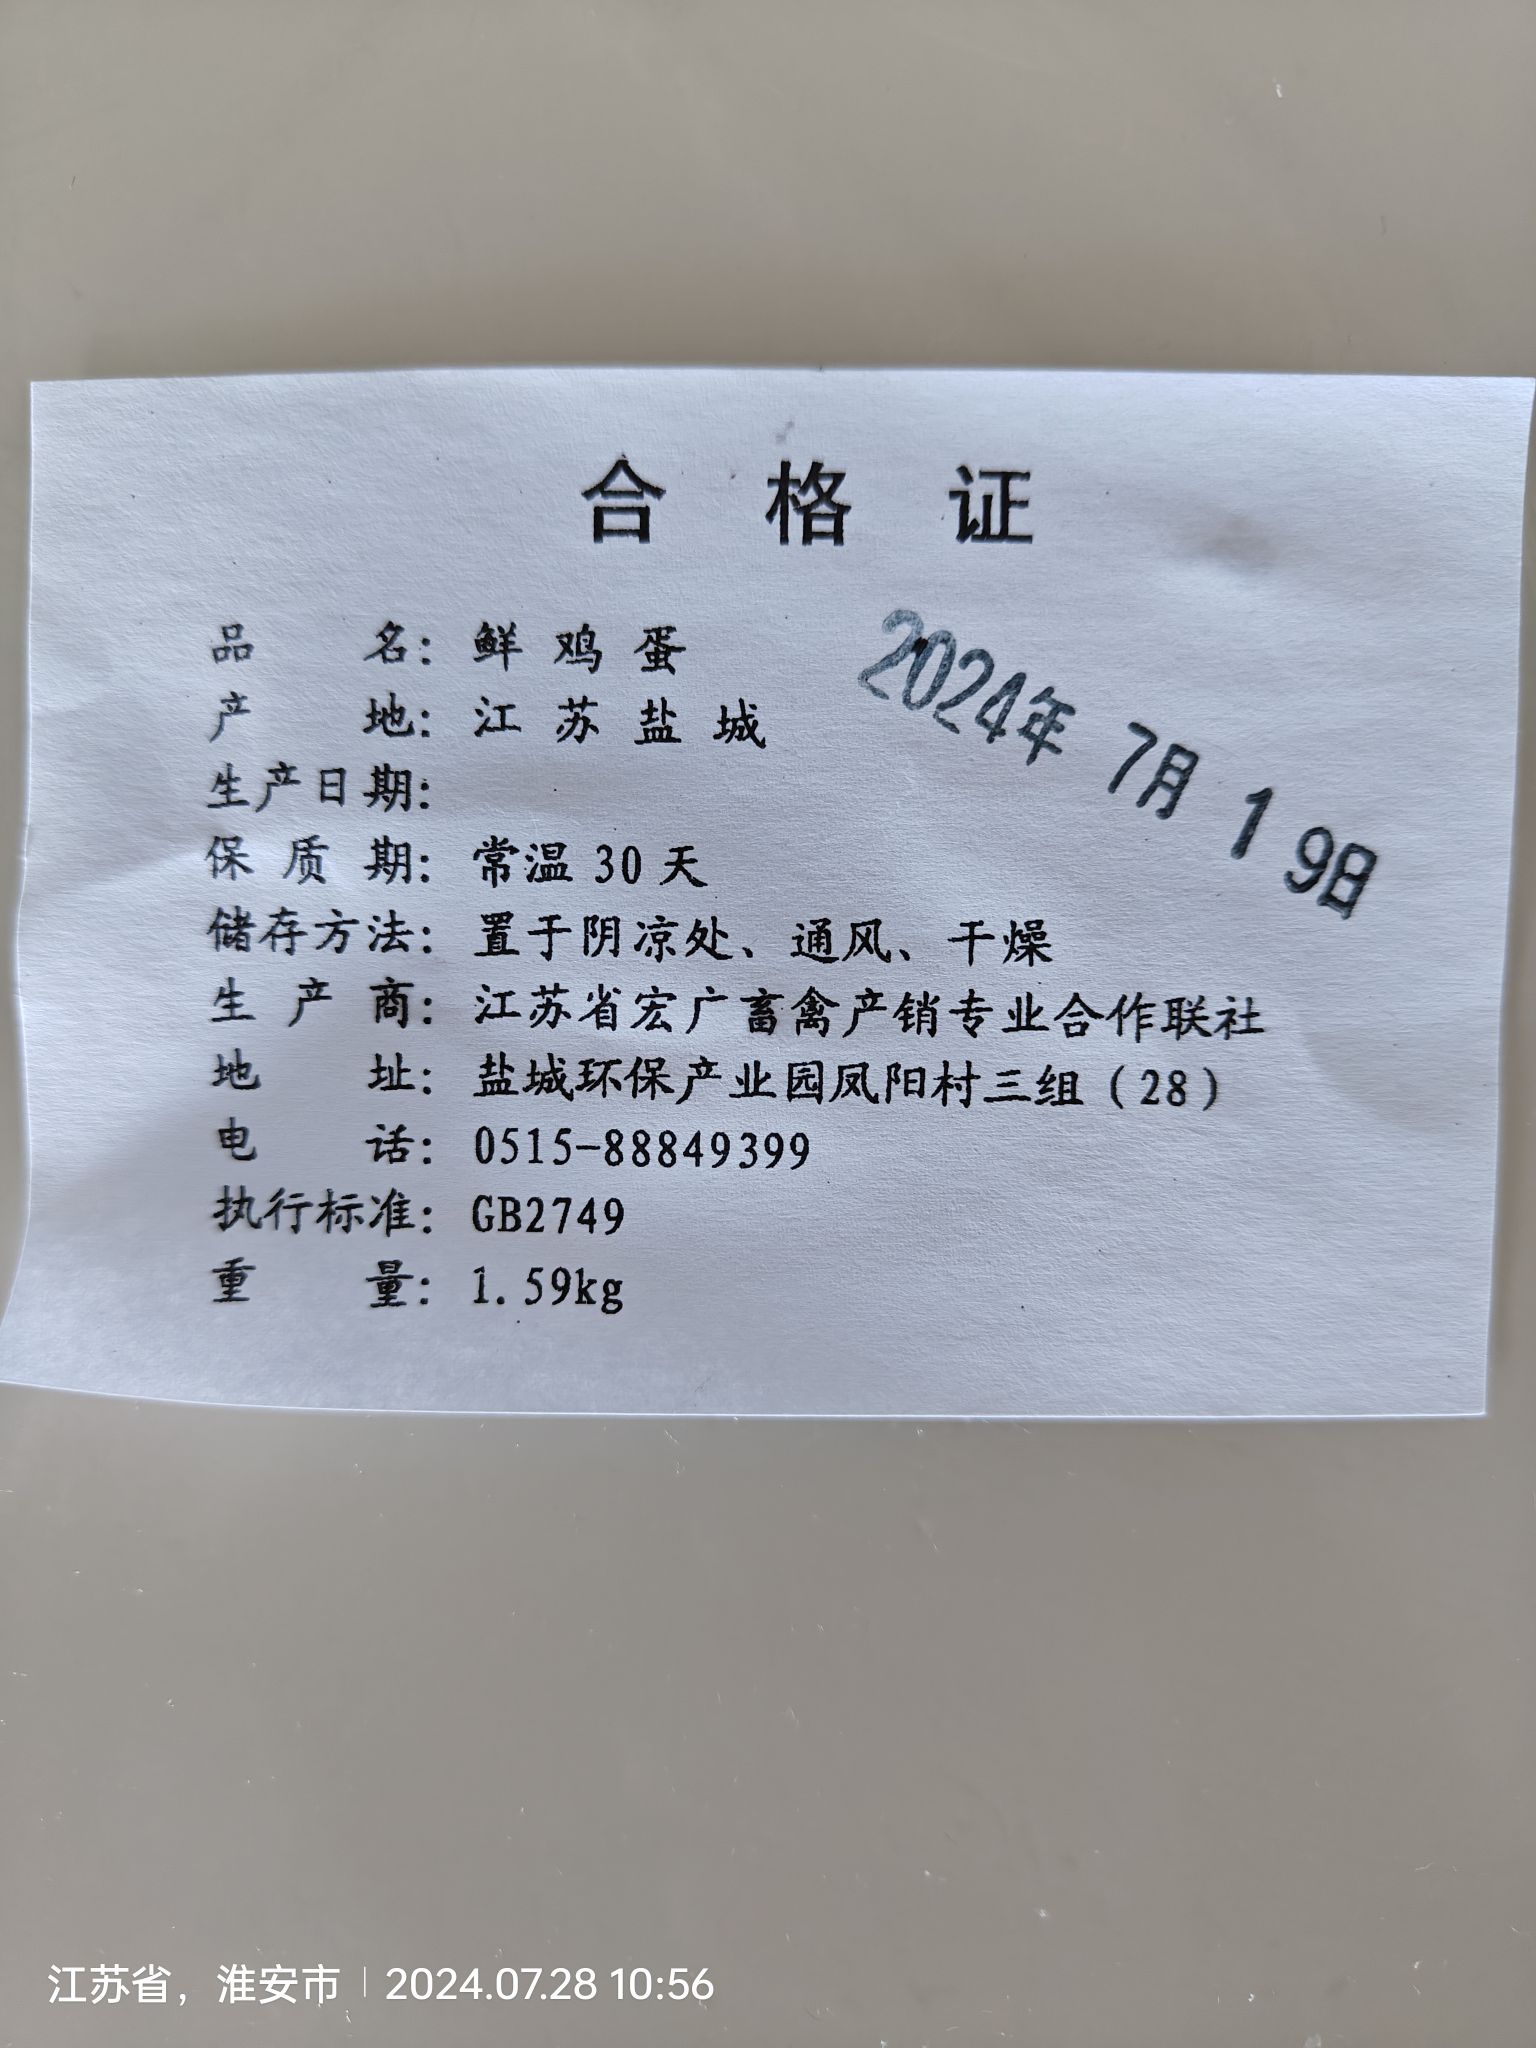 合格证
品名：鲜鸡蛋
产地：江苏盐城
2024年 7月 1 9日
生产日期：
保质期：常温 30 天
储存方法：置于阴凉处、通风、干燥
生产商：江苏省宏广畜禽产销专业合作联社
地址：盐城环保产业园凤阳村三组（28）
电话：0515-88849399
执行标准：GB2749
重量：1.59kg
江苏省，淮安市 | 2024.07.28 10:56